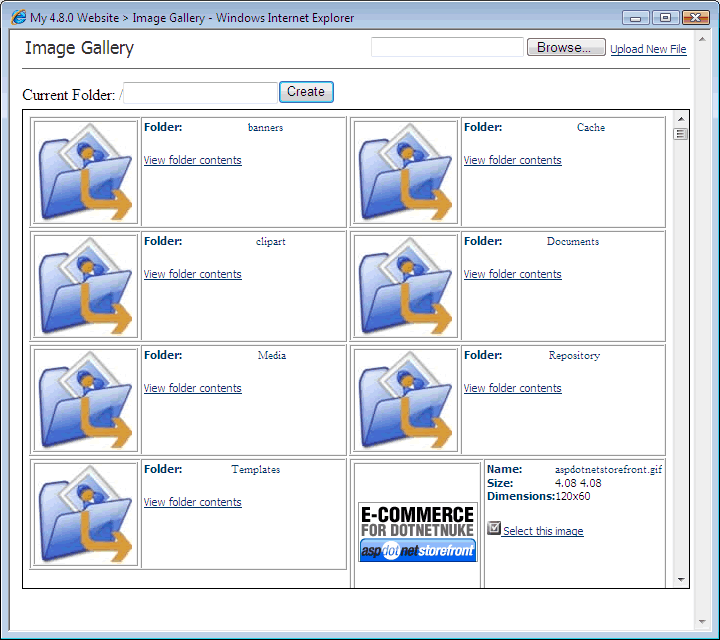 My 4.8.0 Website > Image Gallery - Windows Internet Explorer
Image Gallery
Browse...
Upload New File
Current Folder: /
Create
Folder: banners
View folder contents
Folder: Cache
View folder contents
Folder: clipart
View folder contents
Folder: Documents
View folder contents
Folder: Media
View folder contents
Folder: Repository
View folder contents
Folder: Templates
View folder contents
E-COMMERCE
FOR DOTNETNUKE
aspdotnetstorefront
Name: aspdotnetstorefront.gif
Size: 4.08 4.08
Dimensions:120x60
Select this image